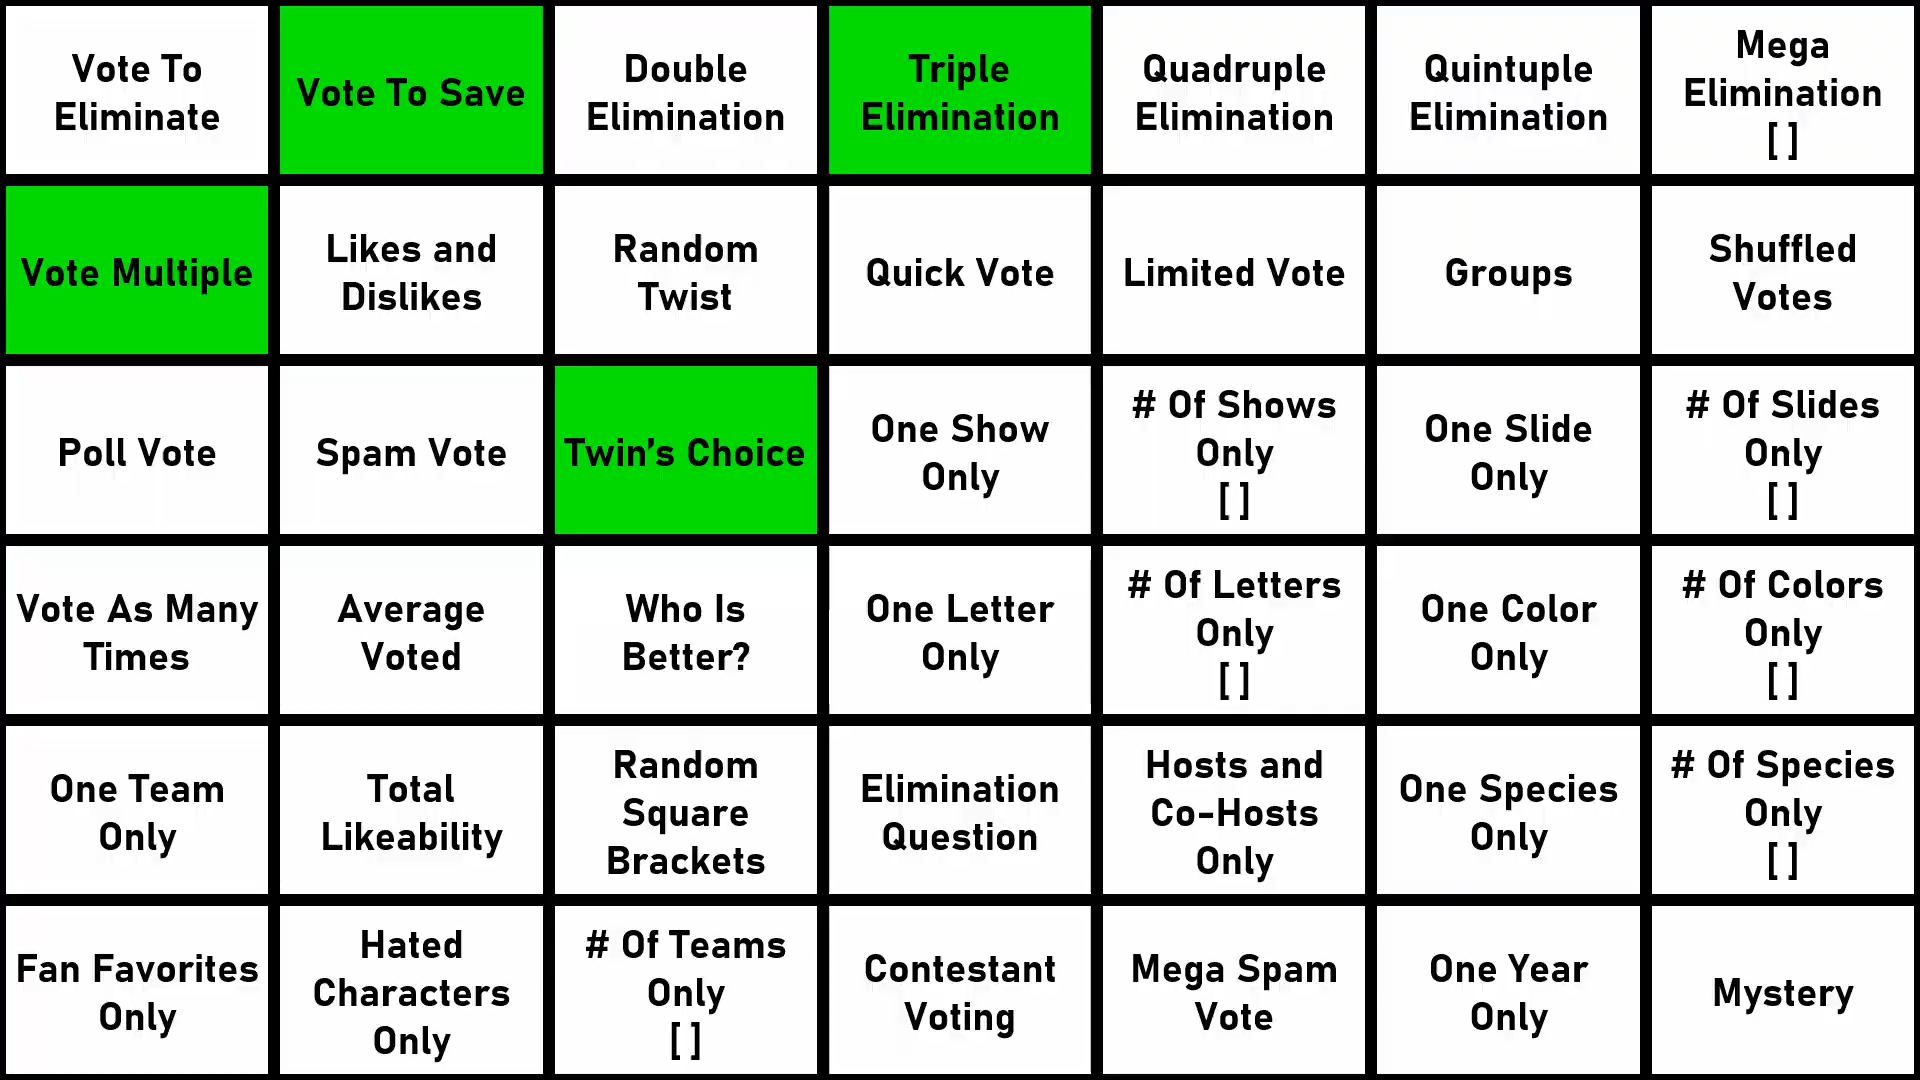 Vote To
Eliminate
Vote To Save
Double
Elimination
Triple
Elimination
Quadruple
Elimination
Quintuple
Elimination
Mega
Elimination
[ ]
Vote Multiple
Likes and
Dislikes
Random
Twist
Quick Vote
Limited Vote
Groups
Shuffled
Votes
Poll Vote
Spam Vote
Twin's Choice
One Show
Only
# Of Shows
Only
[ ]
One Slide
Only
# Of Slides
Only
[ ]
Vote As Many
Times
Average
Voted
Who Is
Better?
One Letter
Only
# Of Letters
Only
[ ]
One Color
Only
# Of Colors
Only
[ ]
One Team
Only
Total
Likeability
Random
Square
Brackets
Elimination
Question
Hosts and
Co-Hosts
Only
One Species
Only
# Of Species
Only
[ ]
Fan Favorites
Only
Hated
Characters
Only
# Of Teams
Only
[ ]
Contestant
Voting
Mega Spam
Vote
One Year
Only
Mystery